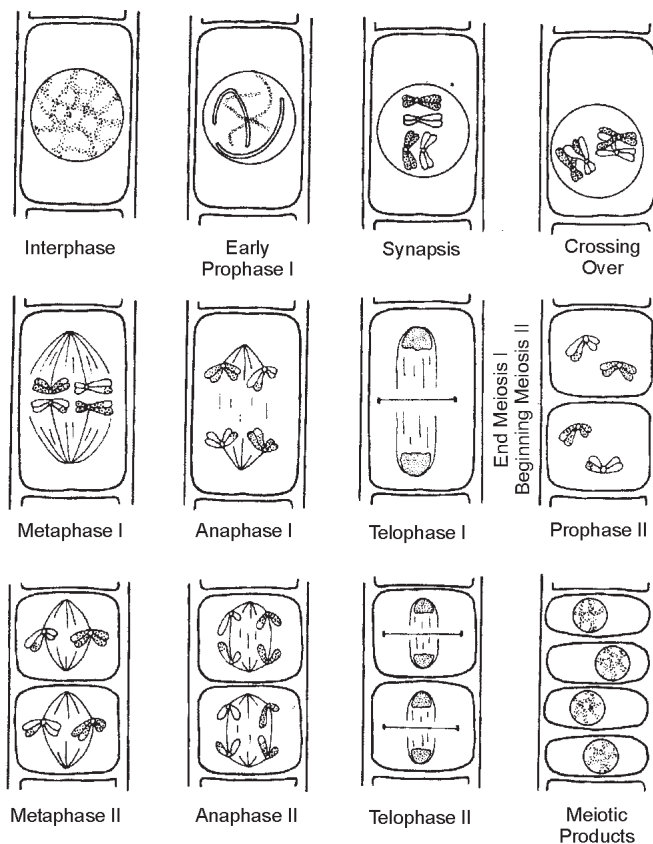 Interphase
Early
Prophase I
Synapsis
Crossing
Over
Metaphase I
Anaphase I
Telophase I
End Meiosis I
Beginning Meiosis II
Prophase II
Metaphase II
Anaphase II
Telophase II
Meiotic
Products